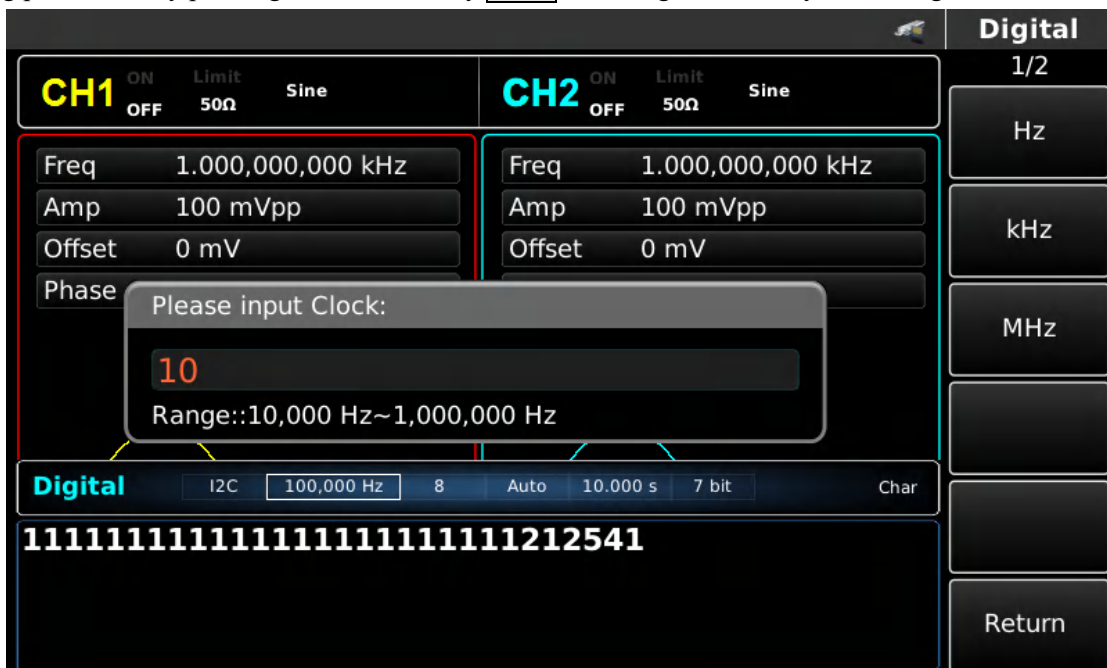 Digital
1/2
CH1 ON OFF Limit 50Ω Sine
CH2 ON OFF Limit 50Ω Sine
Hz
Freq 1.000,000,000 kHz
Freq 1.000,000,000 kHz
Amp 100 mVpp
Amp 100 mVpp
kHz
Offset 0 mV
Offset 0 mV
Phase
Please input Clock:
MHz
10
Range::10,000 Hz~1,000,000 Hz
Digital I2C 100,000 Hz 8 Auto 10.000 s 7 bit Char
11111111111111111111111212541
Return